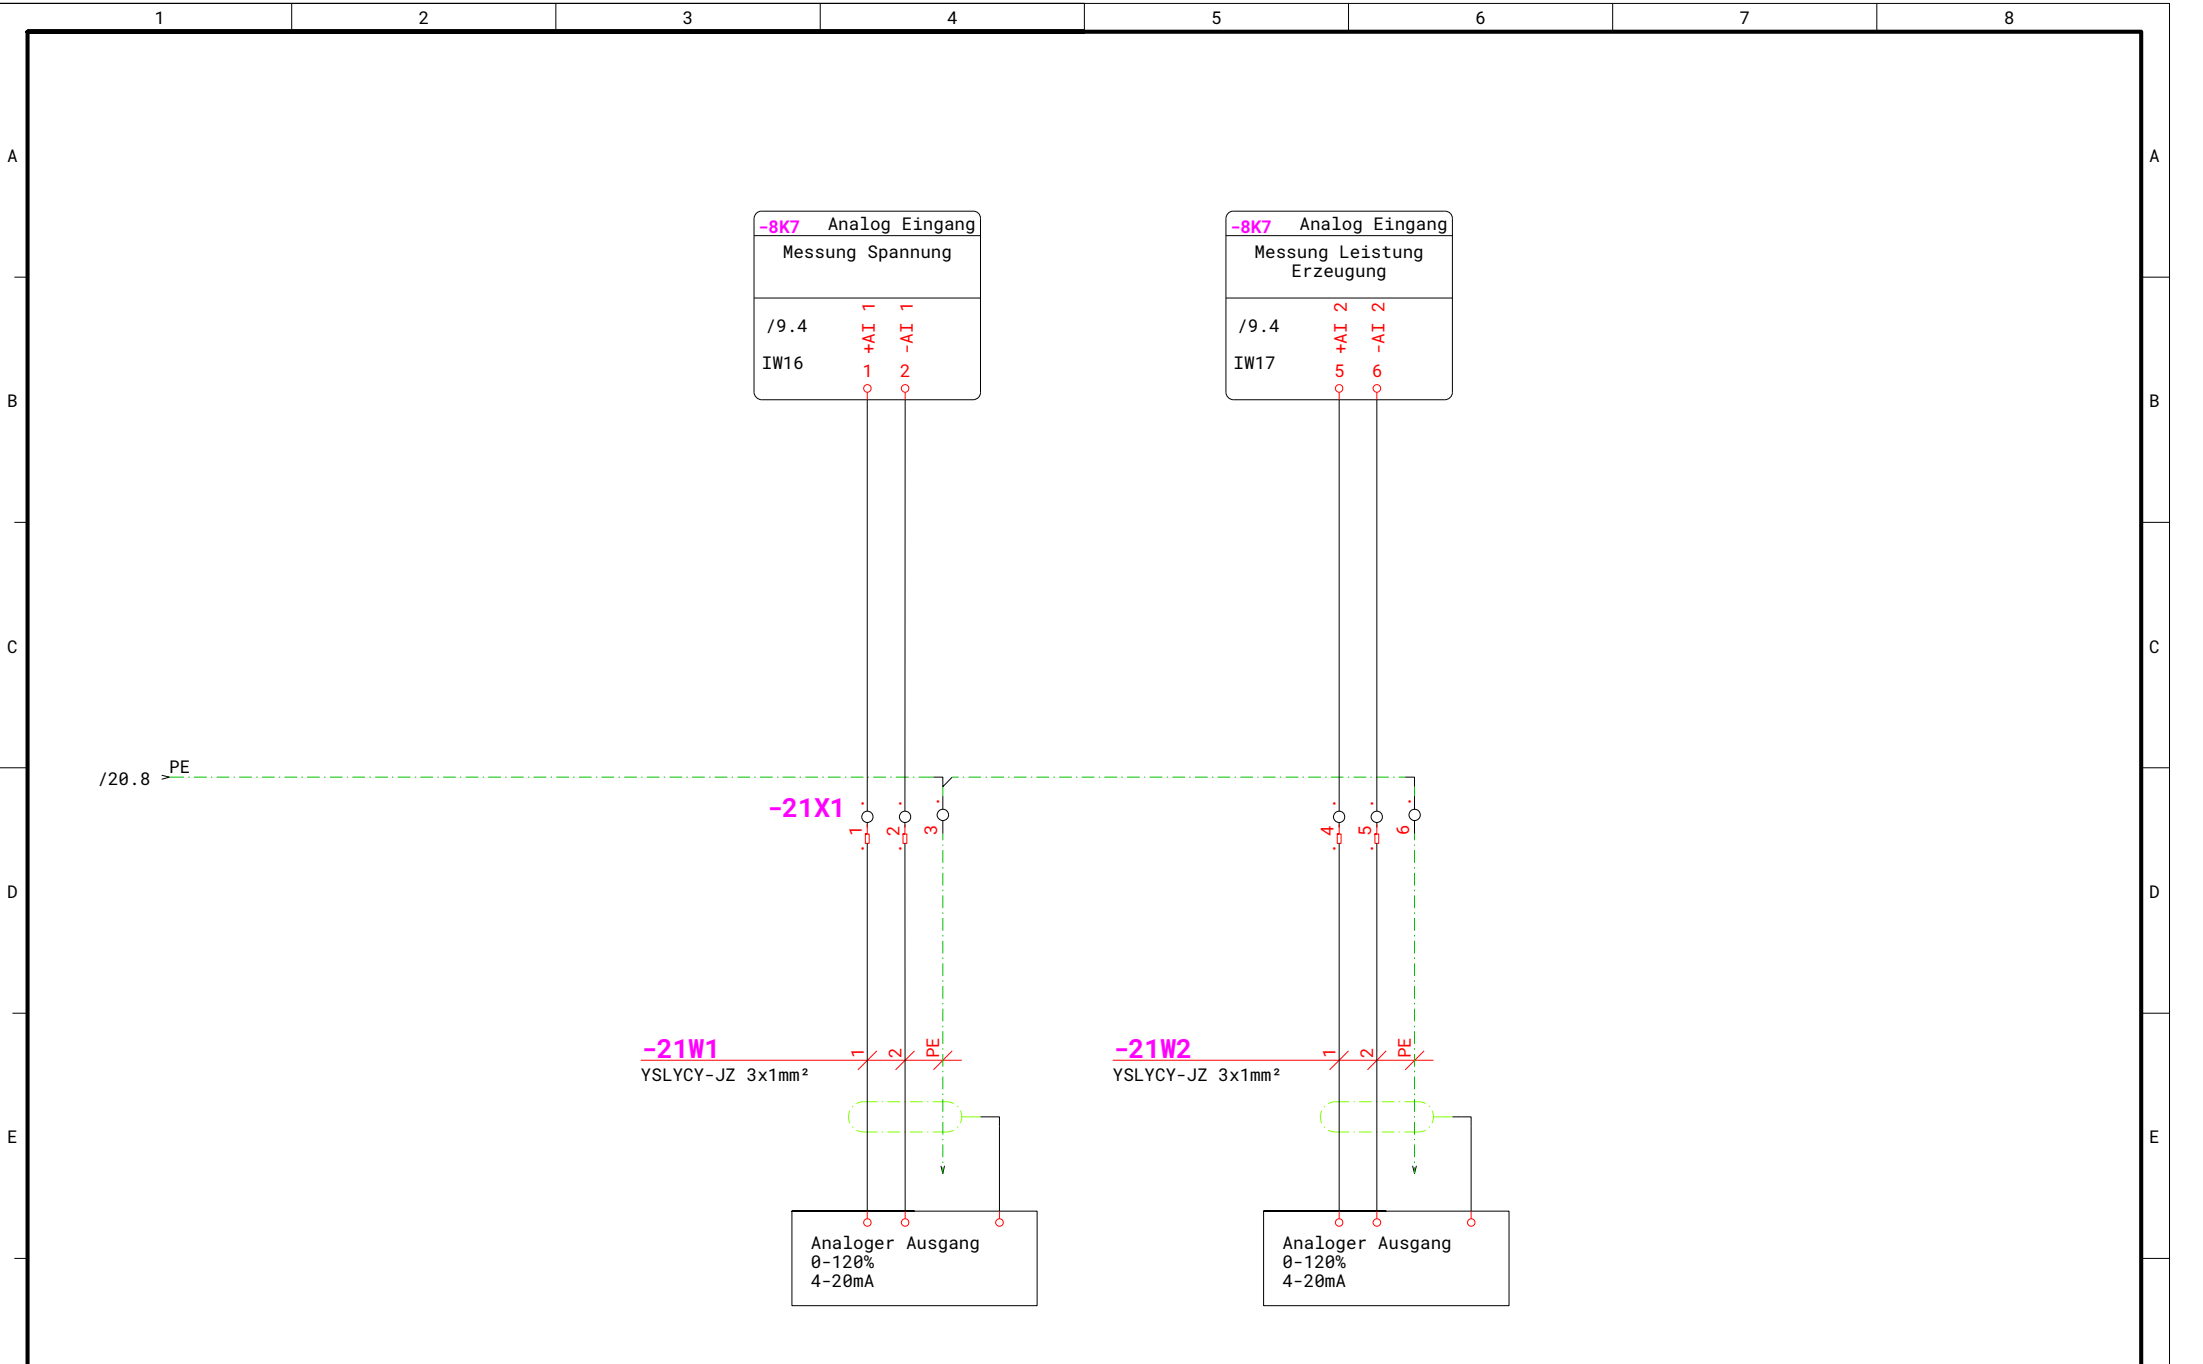 1 2 3 4 5 6 7 8
A A
-8K7 Analog Eingang
Messung Spannung
/9.4
IW16
+AI 1
-AI 1
1 2
-8K7 Analog Eingang
Messung Leistung
Erzeugung
/9.4
IW17
+AI 2
-AI 2
5 6
B B
C C
/20.8 PE
-21X1
1 2 3 4 5 6
D D
-21W1
YSLYCY-JZ 3x1mm²
1 2 PE
-21W2
YSLYCY-JZ 3x1mm²
1 2 PE
E E
Analoger Ausgang
0-120%
4-20mA
Analoger Ausgang
0-120%
4-20mA